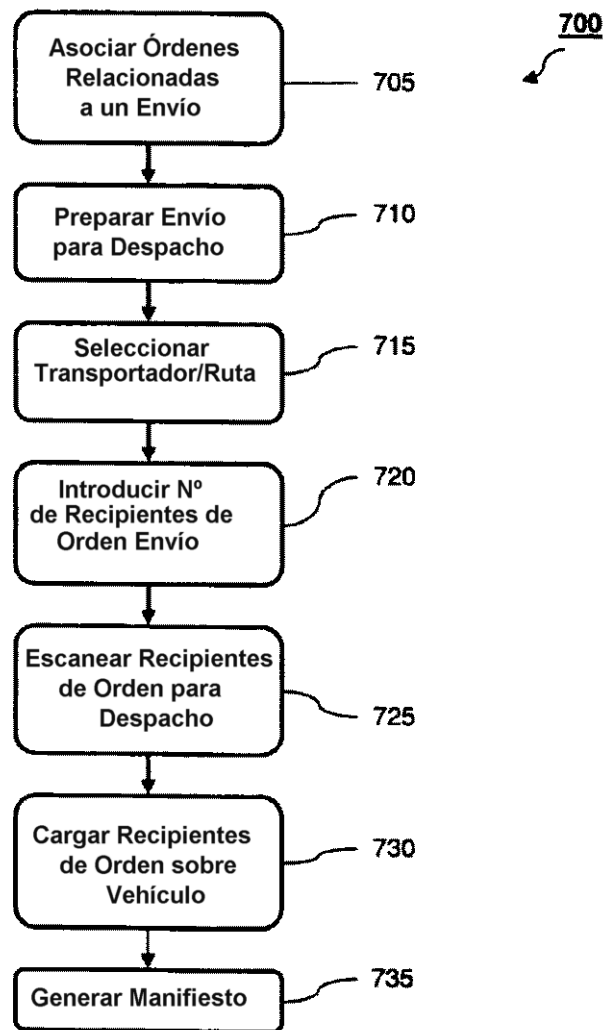 700
Asociar Órdenes
Relacionadas
a un Envío
705
Preparar Envío
para Despacho
710
Seleccionar
Transportador/Ruta
715
Introducir Nº
de Recipientes de
Orden Envío
720
Escanear Recipientes
de Orden para
Despacho
725
Cargar Recipientes
de Orden sobre
Vehículo
730
Generar Manifiesto
735